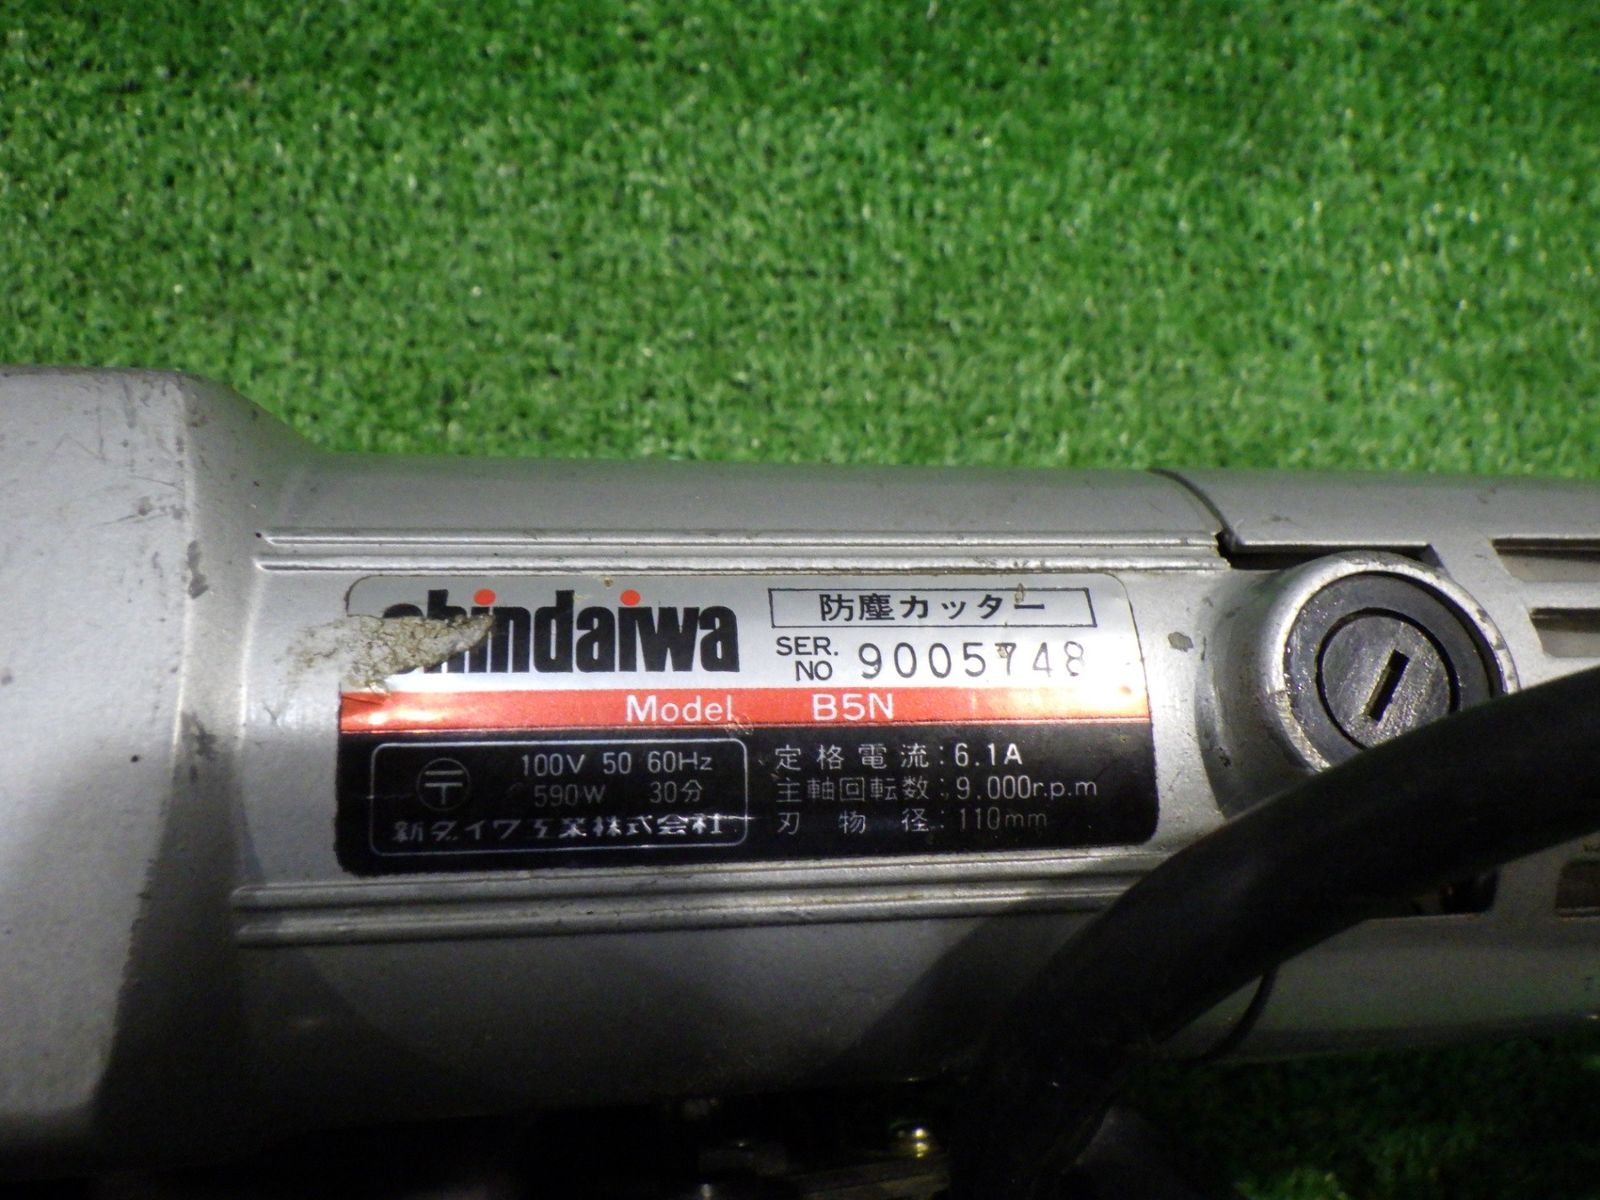 shindaiwa
防塵カッター
SER. NO 9005748
Model B5N
100V 50 60Hz
590W 30分
新ダイワ工業株式会社
定格電流:6.1A
主軸回転数:9.000r.p.m
刃物径:110mm